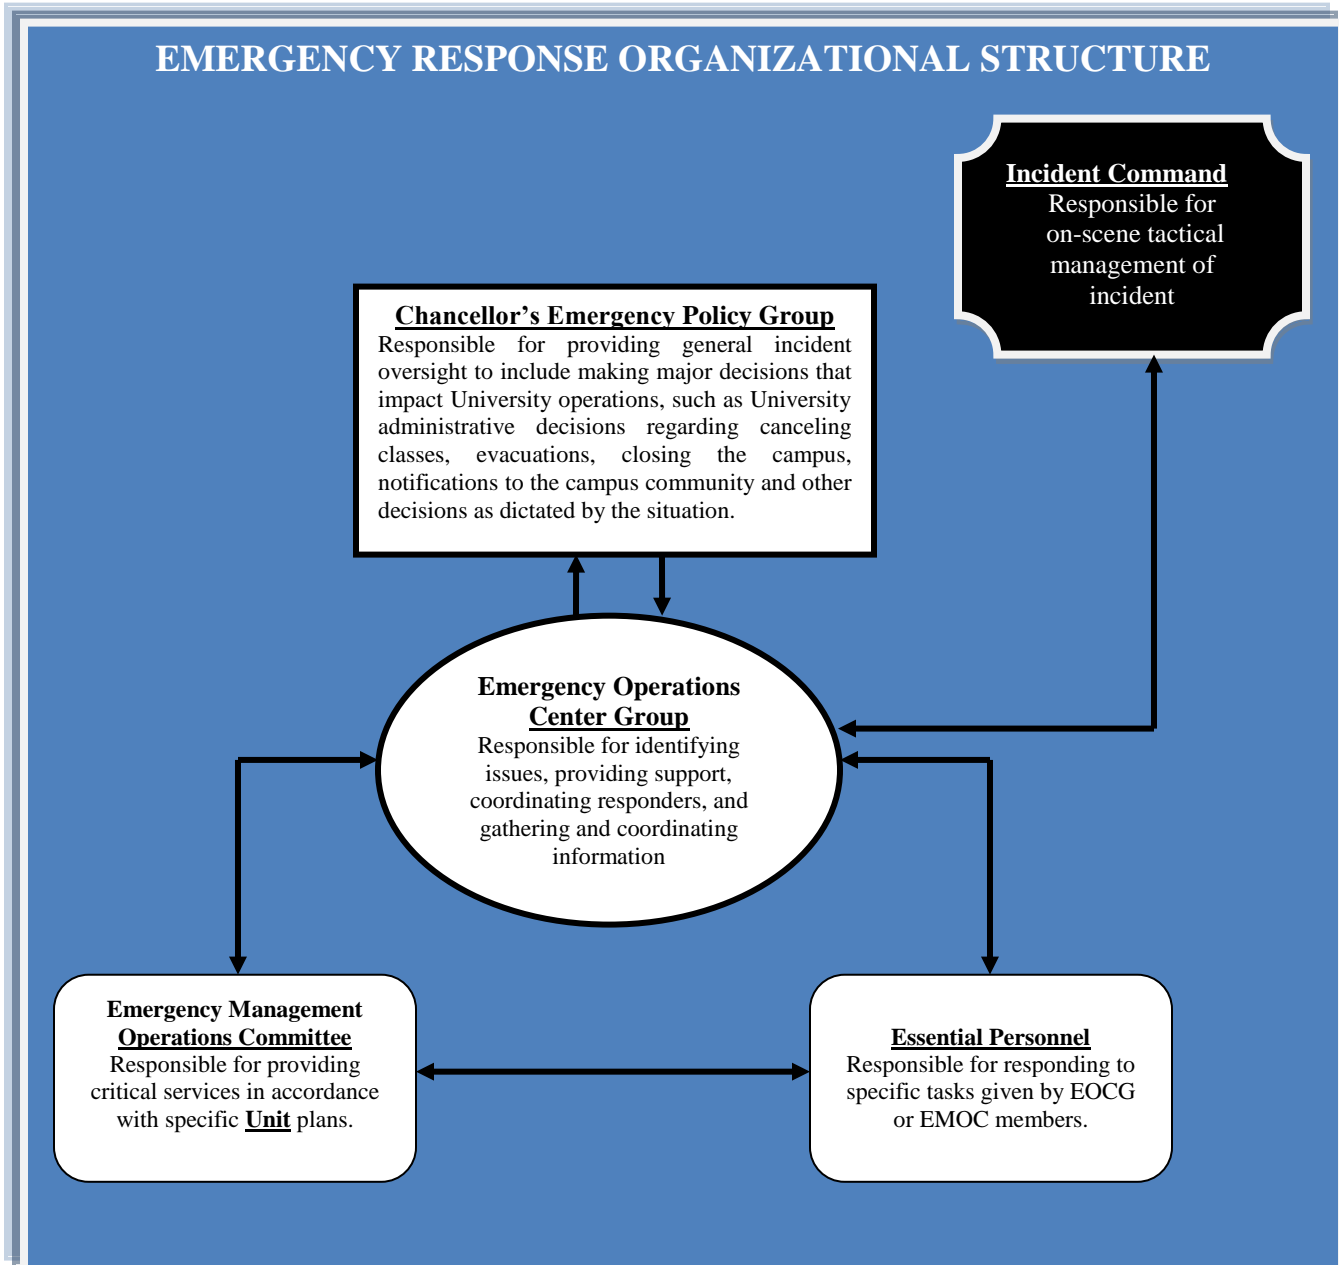 EMERGENCY RESPONSE ORGANIZATIONAL STRUCTURE
Incident Command
Responsible for
on-scene tactical
management of
incident
Chancellor’s Emergency Policy Group
Responsible for providing general incident
oversight to include making major decisions that
impact University operations, such as University
administrative decisions regarding canceling
classes, evacuations, closing the campus,
notifications to the campus community and other
decisions as dictated by the situation.
Emergency Operations
Center Group
Responsible for identifying
issues, providing support,
coordinating responders, and
gathering and coordinating
information
Emergency Management
Operations Committee
Responsible for providing
critical services in accordance
with specific Unit plans.
Essential Personnel
Responsible for responding to
specific tasks given by EOCG
or EMOC members.